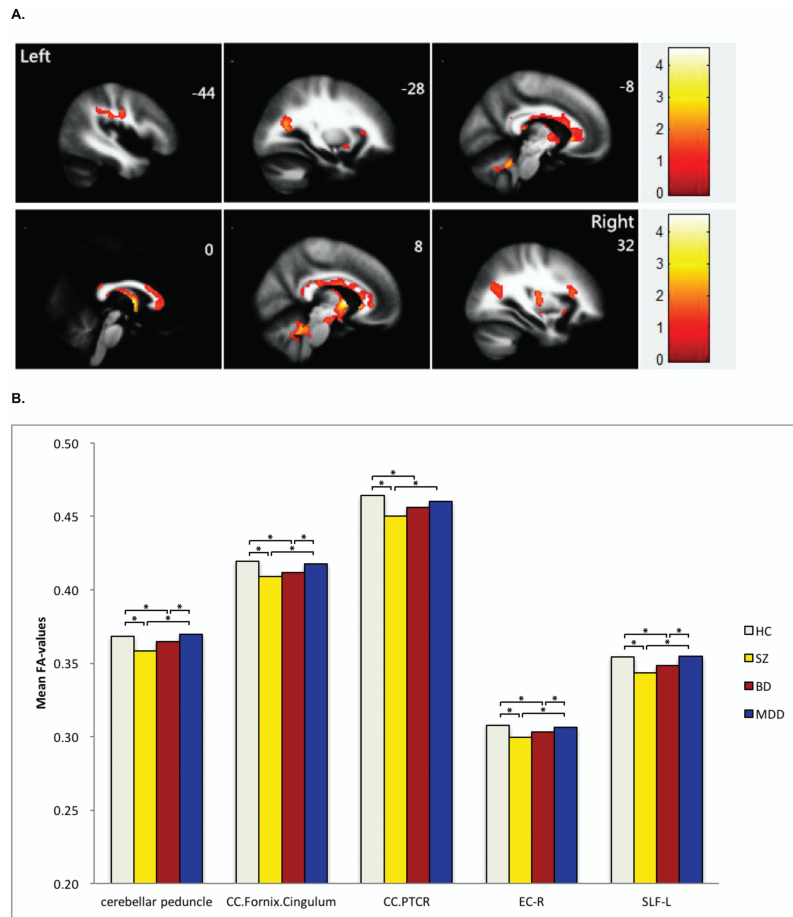 A.
Left
-44
-28
-8
4
3
2
1
0
0
8
Right
32
4
3
2
1
0
B.
Mean FA-values
0.50
0.45
0.40
0.35
0.30
0.25
0.20
* * * *
* * * *
* * *
* * * *
* * * *
HC
SZ
BD
MDD
cerebellar peduncle CC.Fornix.Cingulum CC.PTCR EC-R SLF-L